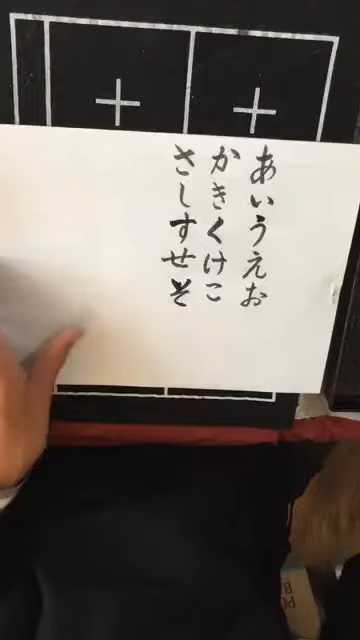 あいうえお
かきくけこ
さしすせそ